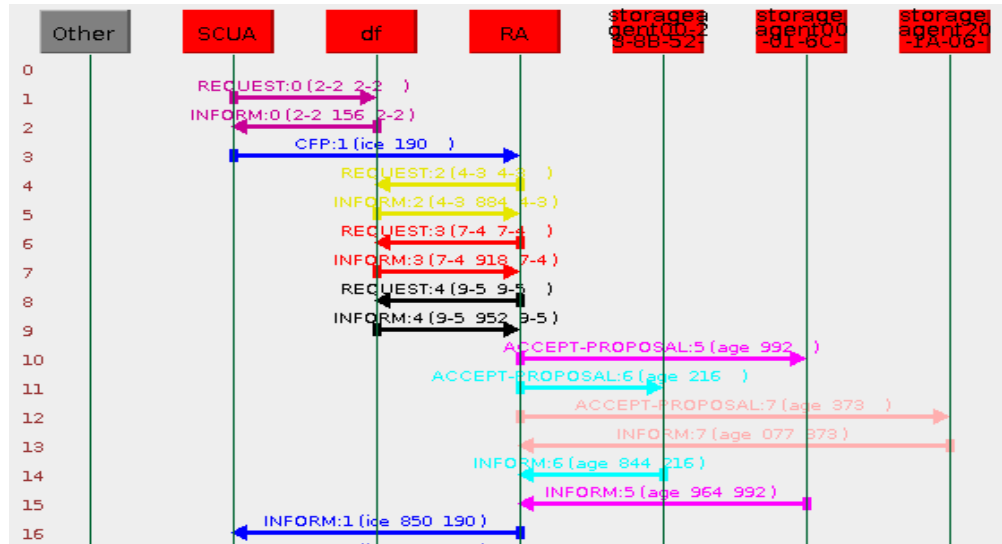 Other
SCUA
df
RA
storagea
gent00-2
3-8B-52-
storage
agent00
-01-6C-
storage
agent20
-1A-06-
0
REQUEST:0 (2-2 2-2 )
1
INFORM:0 (2-2 156 2-2)
2
CFP:1 (ice 190 )
3
REQUEST:2 (4-3 4-3 )
4
INFORM:2 (4-3 884 4-3)
5
REQUEST:3 (7-4 7-4 )
6
INFORM:3 (7-4 918 7-4)
7
REQUEST:4 (9-5 9-5 )
8
INFORM:4 (9-5 952 9-5)
9
ACCEPT-PROPOSAL:5 (age 992 )
10
ACCEPT-PROPOSAL:6 (age 216 )
11
ACCEPT-PROPOSAL:7 (age 373 )
12
INFORM:7 (age 077 373)
13
INFORM:6 (age 844 216)
14
INFORM:5 (age 964 992)
15
INFORM:1 (ice 850 190)
16